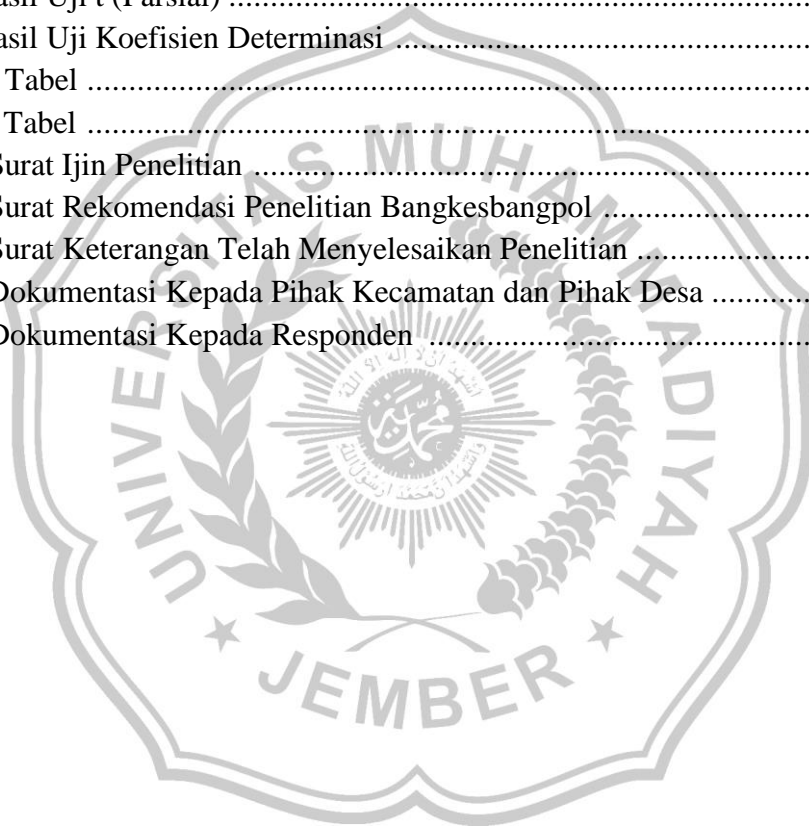 asil Uji t (Parsial) ........................................................................
asil Uji Koefisien Determinasi ....................................................
Tabel .........................................................................................
Tabel .........................................................................................
Surat Ijin Penelitian .....................................................................
Surat Rekomendasi Penelitian Bangkesbangpol .........................
Surat Keterangan Telah Menyelesaikan Penelitian .....................
Dokumentasi Kepada Pihak Kecamatan dan Pihak Desa ............
Dokumentasi Kepada Responden ................................................
UNIVERSITAS MUHAMMADIYAH
JEMBER